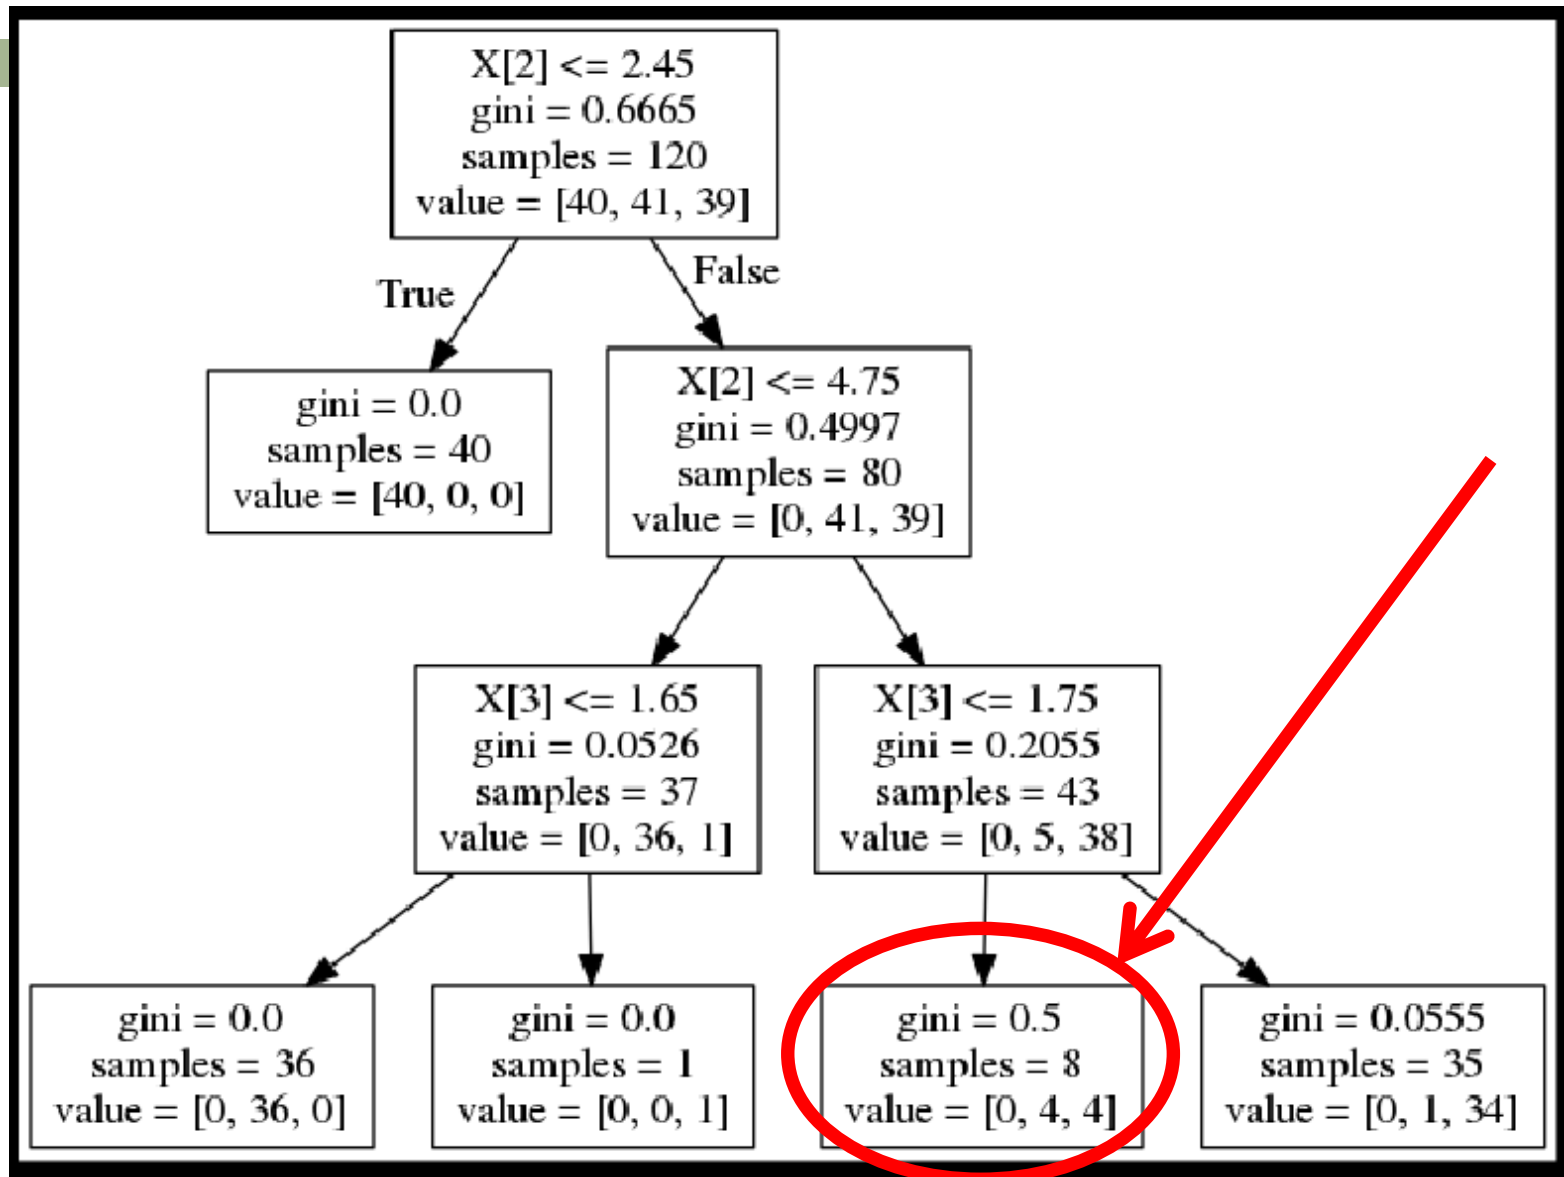 X[2] <= 2.45
gini = 0.6665
samples = 120
value = [40, 41, 39]
True
False
gini = 0.0
samples = 40
value = [40, 0, 0]
X[2] <= 4.75
gini = 0.4997
samples = 80
value = [0, 41, 39]
X[3] <= 1.65
gini = 0.0526
samples = 37
value = [0, 36, 1]
X[3] <= 1.75
gini = 0.2055
samples = 43
value = [0, 5, 38]
gini = 0.0
samples = 36
value = [0, 36, 0]
gini = 0.0
samples = 1
value = [0, 0, 1]
gini = 0.5
samples = 8
value = [0, 4, 4]
gini = 0.0555
samples = 35
value = [0, 1, 34]